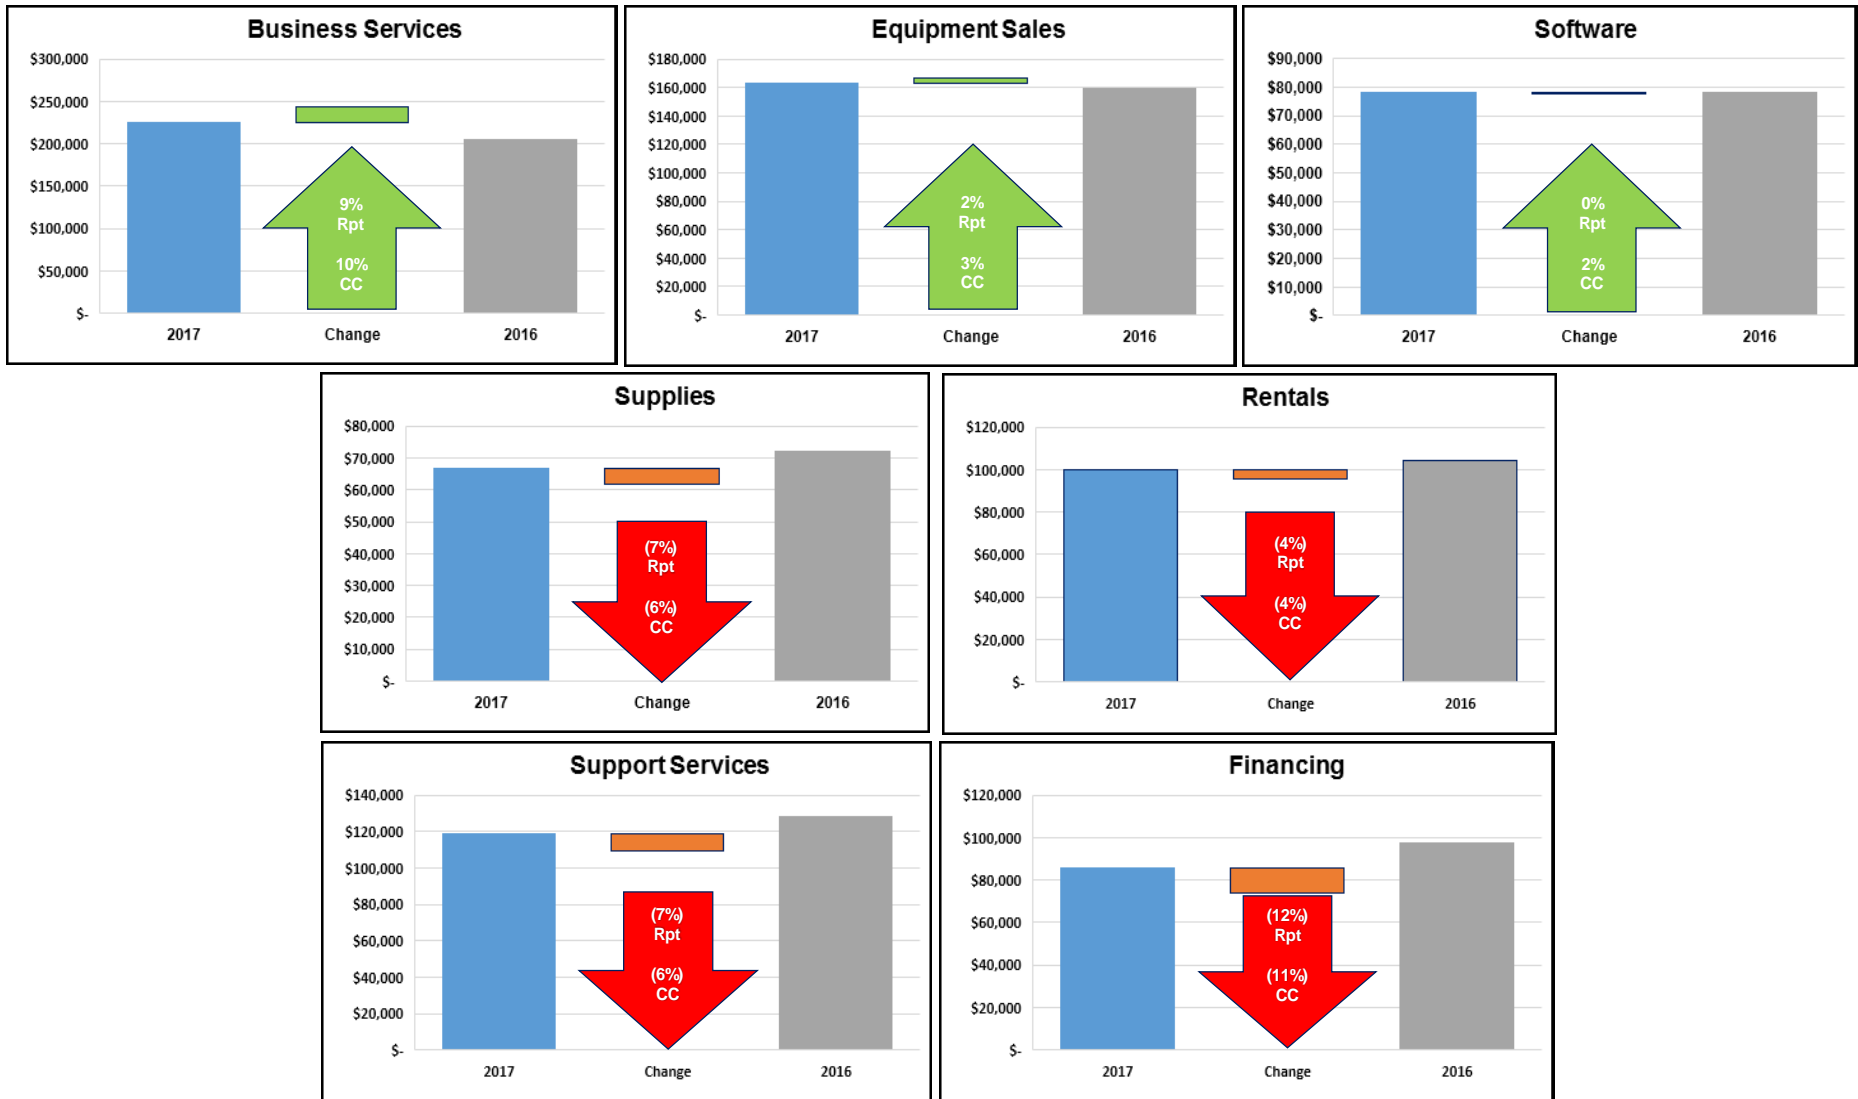 Business Services
$300,000
$250,000
$200,000
$150,000
$100,000
$50,000
$-
9%
Rpt
10%
CC
2017 Change 2016
Equipment Sales
$180,000
$160,000
$140,000
$120,000
$100,000
$80,000
$60,000
$40,000
$20,000
$-
2%
Rpt
3%
CC
2017 Change 2016
Software
$90,000
$80,000
$70,000
$60,000
$50,000
$40,000
$30,000
$20,000
$10,000
$-
0%
Rpt
2%
CC
2017 Change 2016
Supplies
$80,000
$70,000
$60,000
$50,000
$40,000
$30,000
$20,000
$10,000
$-
(7%)
Rpt
(6%)
CC
2017 Change 2016
Rentals
$120,000
$100,000
$80,000
$60,000
$40,000
$20,000
$-
(4%)
Rpt
(4%)
CC
2017 Change 2016
Support Services
$140,000
$120,000
$100,000
$80,000
$60,000
$40,000
$20,000
$-
(7%)
Rpt
(6%)
CC
2017 Change 2016
Financing
$120,000
$100,000
$80,000
$60,000
$40,000
$20,000
$-
(12%)
Rpt
(11%)
CC
2017 Change 2016